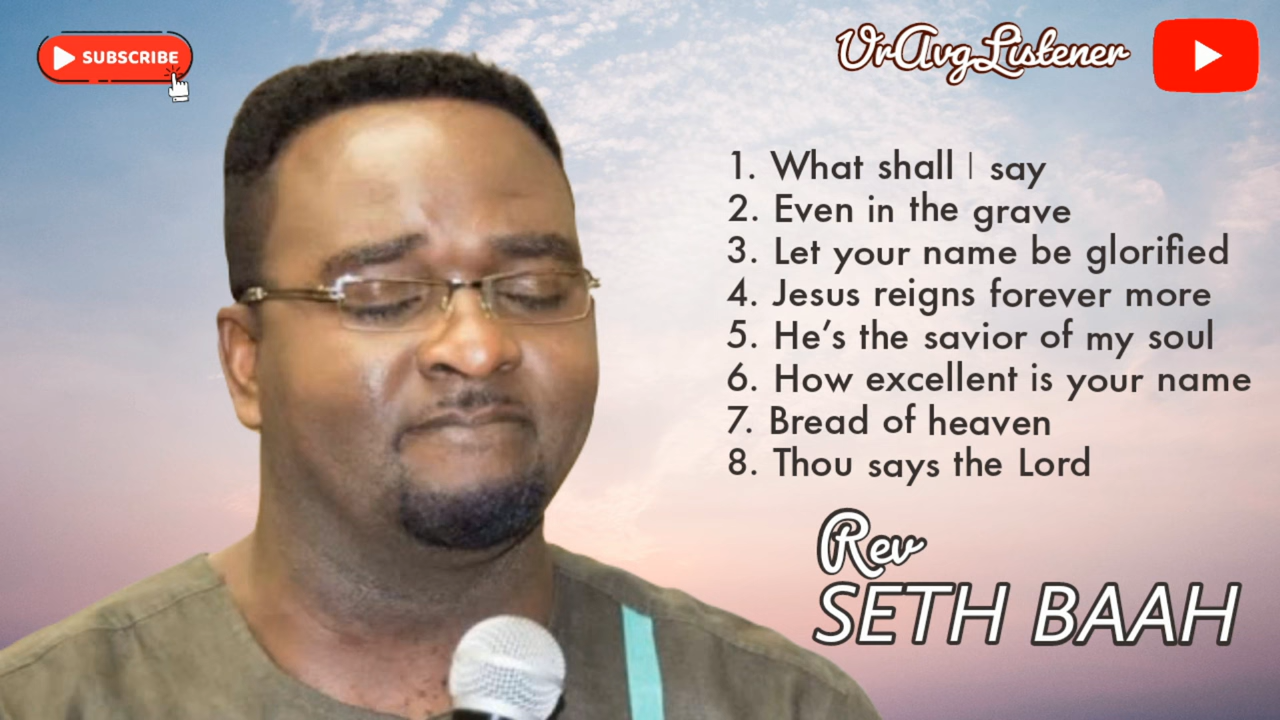 SUBSCRIBE
UrAvgListener
1. What shall I say
2. Even in the grave
3. Let your name be glorified
4. Jesus reigns forever more
5. He’s the savior of my soul
6. How excellent is your name
7. Bread of heaven
8. Thou says the Lord
Rev
SETH BAAH